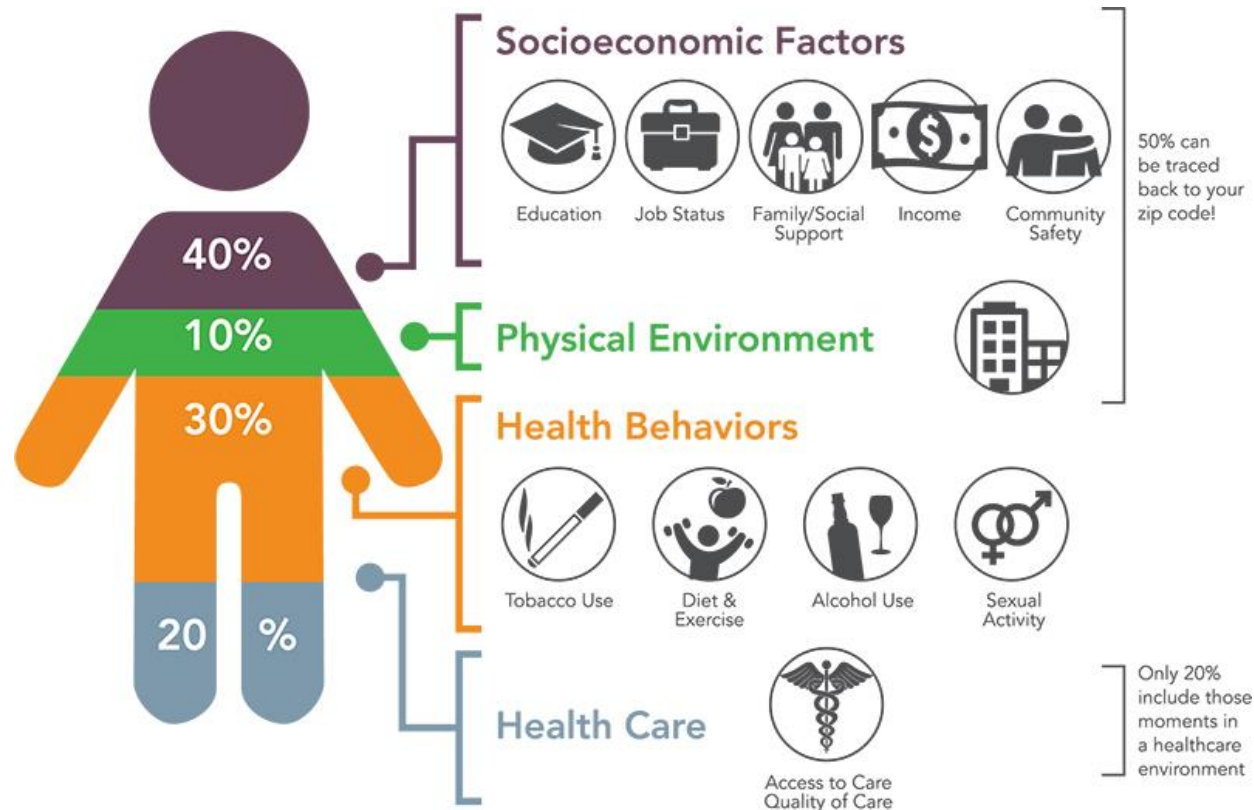 Socioeconomic Factors
Education
Job Status
Family/Social
Support
Income
Community
Safety
50% can
be traced
back to your
zip code!
40%
10%
Physical Environment
30%
Health Behaviors
Tobacco Use
Diet &
Exercise
Alcohol Use
Sexual
Activity
20 %
Health Care
Access to Care
Quality of Care
Only 20%
include those
moments in
a healthcare
environment